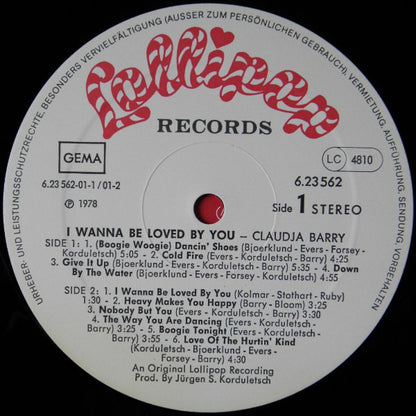 URHEBER- UND LEISTUNGSSCHUTZRECHTE, BESONDERS VERVIELFÄLTIGUNG (AUSSER ZUM PERSÖNLICHEN GEBRAUCH), VERMIETUNG, AUFFÜHRUNG, SENDUNG, VORBEHALTEN
Lollipop
RECORDS
GEMA
LC 4810
6.23 562-01-1 / 01-2
6.23 562
℗ 1978
Side 1 STEREO
I WANNA BE LOVED BY YOU – CLAUDJA BARRY
SIDE 1: 1. (Boogie Woogie) Dancin' Shoes (Bjoerklund - Evers - Forsey-
Korduletsch) 5:05 - 2. Cold Fire (Korduletsch - Evers - Barry) 4:25
3. Give It Up (Bjoerklund - Evers - Korduletsch - Barry) 5:35 - 4. Down
By The Water (Bjoerklund - Evers - Forsey - Korduletsch - Barry) 4:25
SIDE 2: 1. I Wanna Be Loved By You (Kolmar - Stothart - Ruby)
1:30 - 2. Heavy Makes You Happy (Barry - Bloom) 3:25
3. Nobody But You (Evers - Korduletsch - Barry) 3:30
4. The Way You Are Dancing (Evers - Korduletsch -
Barry) 3:25 - 5. Boogie Tonight (Evers - Korduletsch -
Barry) 3:55 - 6. Love Of The Hurtin' Kind
(Korduletsch - Bjoerklund - Evers -
Forsey - Barry) 4:30
An Original Lollipop Recording
Prod. By Jürgen S. Korduletsch